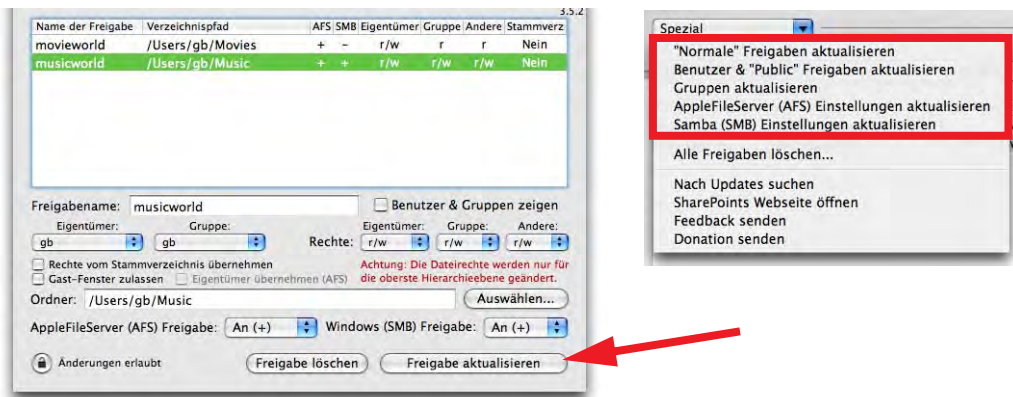 3.5.2
Name der Freigabe Verzeichnispfad AFS SMB Eigentümer Gruppe Andere Stammverz
movieworld /Users/gb/Movies + – r/w r r Nein
musicworld /Users/gb/Music + + r/w r/w r/w Nein
Freigabename: musicworld Benutzer & Gruppen zeigen
Eigentümer: Gruppe: Eigentümer: Gruppe: Andere:
gb gb Rechte: r/w r/w r/w
Rechte vom Stammverzeichnis übernehmen Achtung: Die Dateirechte werden nur für
Gast-Fenster zulassen Eigentümer übernehmen (AFS) die oberste Hierarchieebene geändert.
Ordner: /Users/gb/Music Auswählen...
AppleFileServer (AFS) Freigabe: An (+) Windows (SMB) Freigabe: An (+)
Änderungen erlaubt Freigabe löschen Freigabe aktualisieren
Spezial
"Normale" Freigaben aktualisieren
Benutzer & "Public" Freigaben aktualisieren
Gruppen aktualisieren
AppleFileServer (AFS) Einstellungen aktualisieren
Samba (SMB) Einstellungen aktualisieren
Alle Freigaben löschen...
Nach Updates suchen
SharePoints Webseite öffnen
Feedback senden
Donation senden